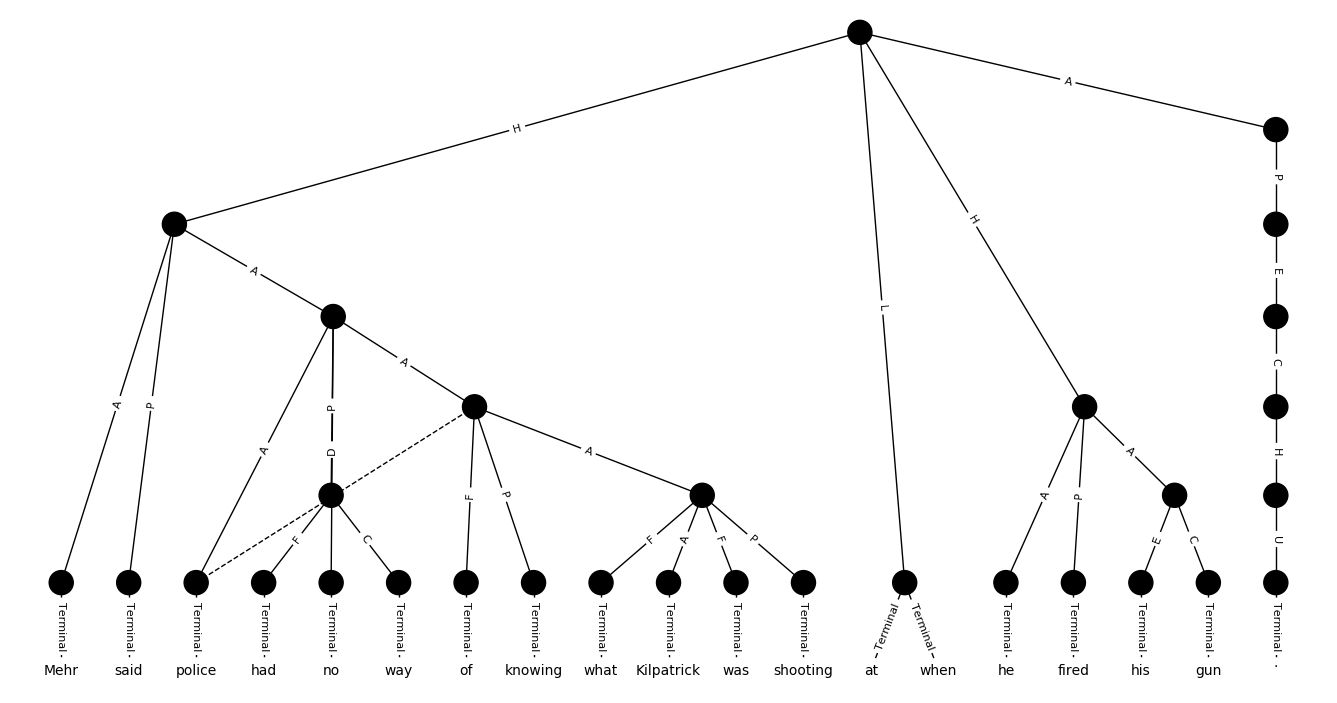 A
H
P
H
E
A
L
A
C
A P
P
A D A H
F P A P
F C F A F P E C U
Terminal Terminal Terminal Terminal Terminal Terminal Terminal Terminal Terminal Terminal Terminal Terminal Terminal Terminal Terminal Terminal Terminal Terminal Terminal
Mehr said police had no way of knowing what Kilpatrick was shooting at when he fired his gun .